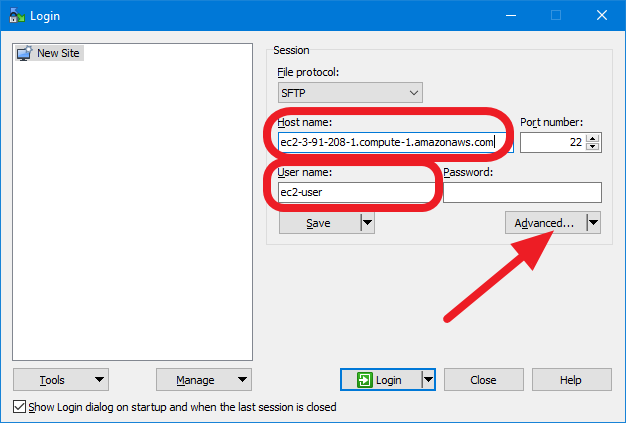 Login
New Site
Session
File protocol:
SFTP
Host name:
Port number:
ec2-3-91-208-1.compute-1.amazonaws.com
22
User name:
Password:
ec2-user
Save
Advanced...
Tools
Manage
Login
Close
Help
Show Login dialog on startup and when the last session is closed